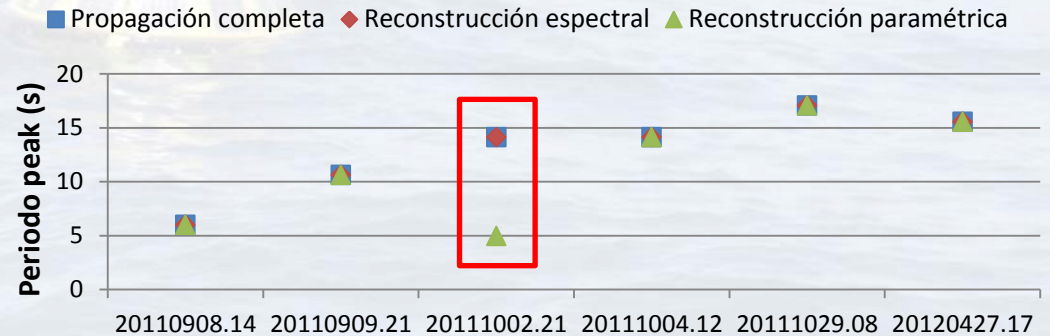 Propagación completa Reconstrucción espectral Reconstrucción paramétrica
Periodo peak (s)
20
15
10
5
0
20110908.14 20110909.21 20111002.21 20111004.12 20111029.08 20120427.17